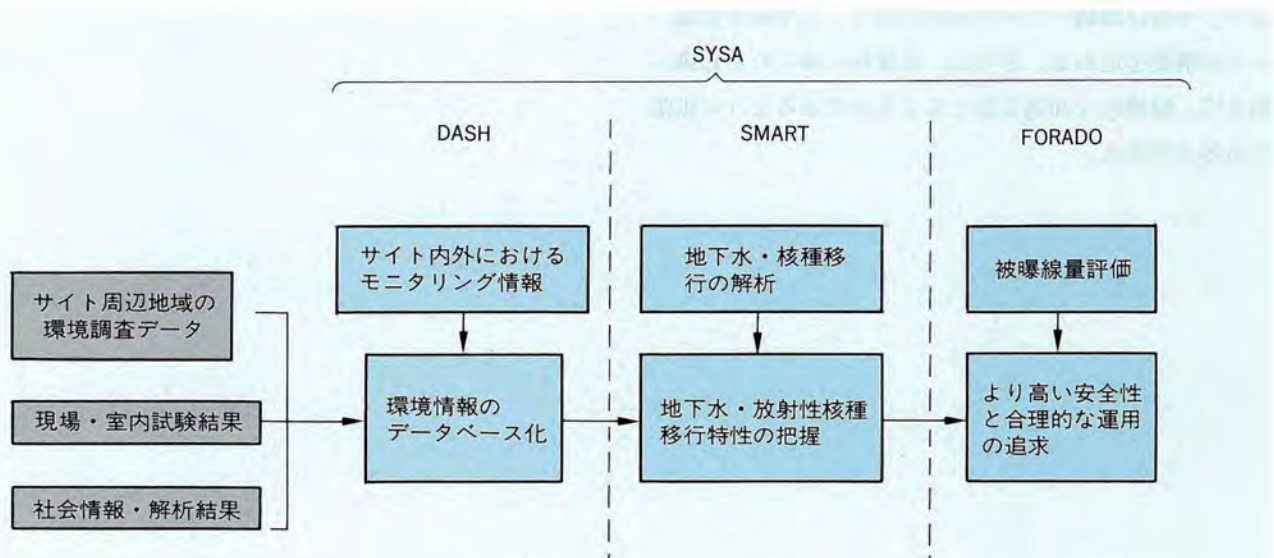 SYSA
DASH
SMART
FORADO
サイト内外における
モニタリング情報
地下水・核種移
行の解析
被曝線量評価
サイト周辺地域の
環境調査データ
現場・室内試験結果
社会情報・解析結果
環境情報の
データベース化
地下水・放射性核種
移行特性の把握
より高い安全性
と合理的な運用
の追求